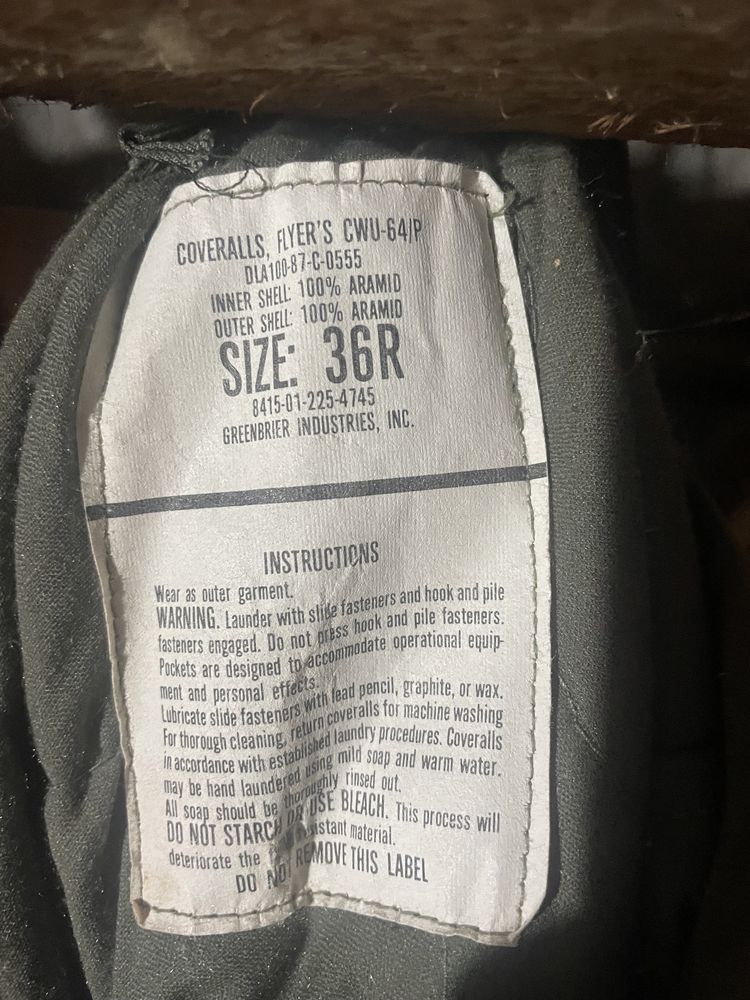 COVERALLS, FLYER'S CWU-64/P
DLA100-87-C-0555
INNER SHELL: 100% ARAMID
OUTER SHELL: 100% ARAMID
SIZE: 36R
8415-01-225-4745
GREENBRIER INDUSTRIES, INC.
INSTRUCTIONS
Wear as outer garment.
WARNING. Launder with slide fasteners and hook and pile
fasteners engaged. Do not press hook and pile fasteners.
Pockets are designed to accommodate operational equip-
ment and personal effects.
Lubricate slide fasteners with lead pencil, graphite, or wax.
For thorough cleaning, return coveralls for machine washing
in accordance with established laundry procedures. Coveralls
may be hand laundered using mild soap and warm water.
All soap should be thoroughly rinsed out.
DO NOT STARCH OR USE BLEACH. This process will
deteriorate the resistant material.
DO NOT REMOVE THIS LABEL